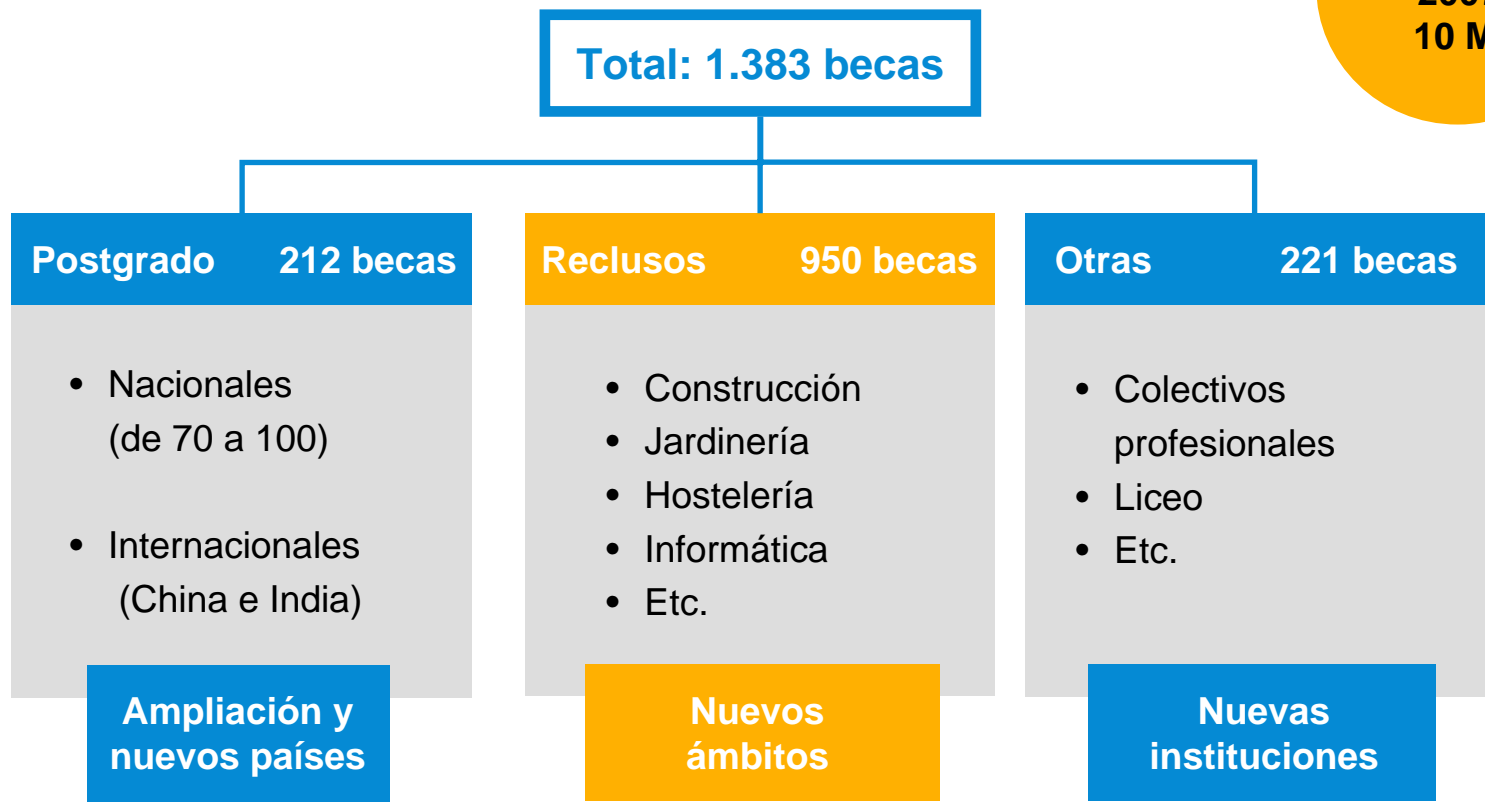 10 M
Total: 1.383 becas
Postgrado 212 becas
• Nacionales
(de 70 a 100)
• Internacionales
(China e India)
Ampliación y
nuevos países
Reclusos 950 becas
• Construcción
• Jardinería
• Hostelería
• Informática
• Etc.
Nuevos
ámbitos
Otras 221 becas
• Colectivos
profesionales
• Liceo
• Etc.
Nuevas
instituciones